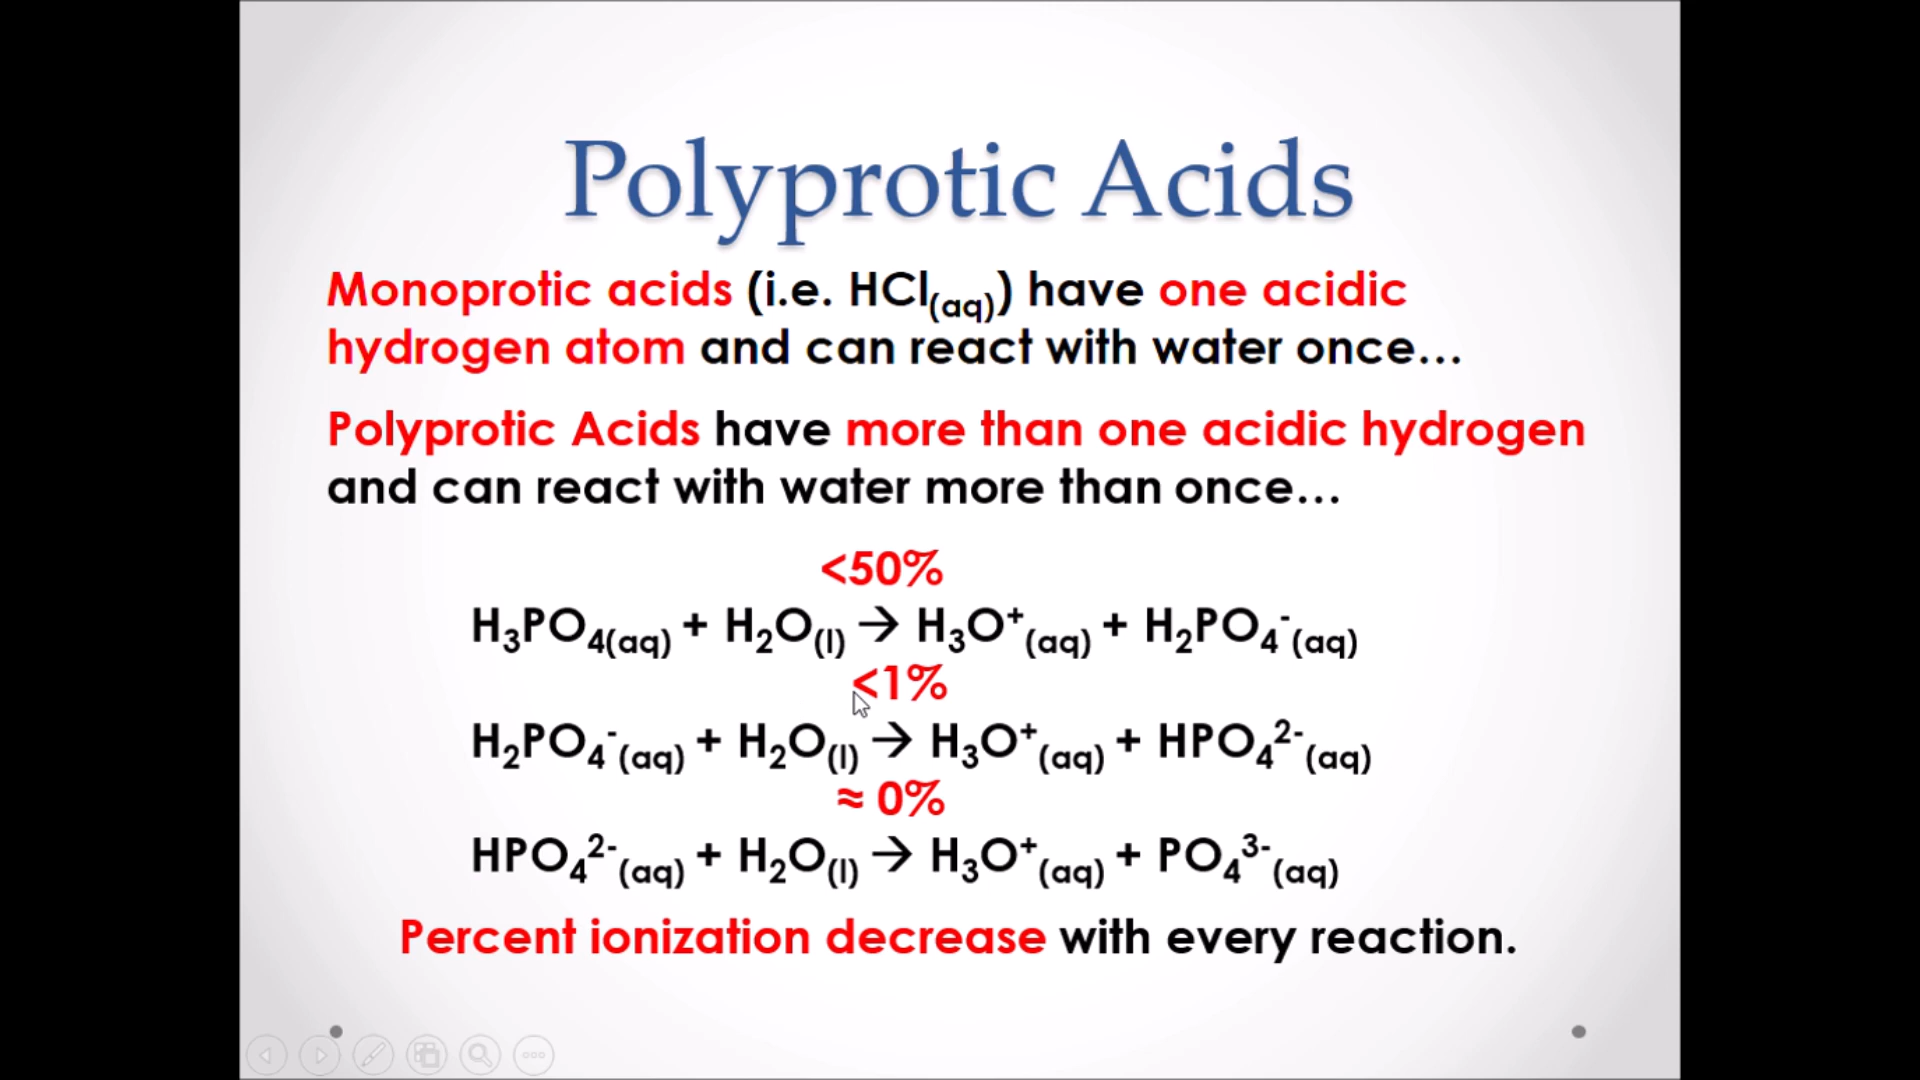 Polyprotic Acids
Monoprotic acids (i.e. HCl(aq)) have one acidic
hydrogen atom and can react with water once…
Polyprotic Acids have more than one acidic hydrogen
and can react with water more than once…
<50%
H₃PO₄(aq) + H₂O(l) → H₃O⁺(aq) + H₂PO₄⁻(aq)
<1%
H₂PO₄⁻(aq) + H₂O(l) → H₃O⁺(aq) + HPO₄²⁻(aq)
≈ 0%
HPO₄²⁻(aq) + H₂O(l) → H₃O⁺(aq) + PO₄³⁻(aq)
Percent ionization decrease with every reaction.